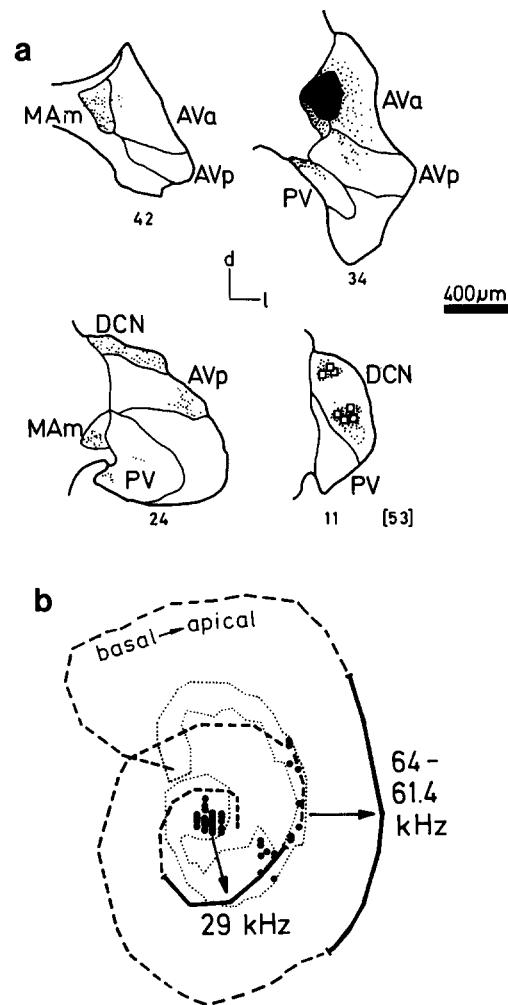 a
MAm
AVa
AVp
42
AVa
AVp
PV
34
d
l
400µm
DCN
AVp
MAm
PV
24
DCN
PV
11 [53]
b
basal→apical
64-
61.4
kHz
29 kHz